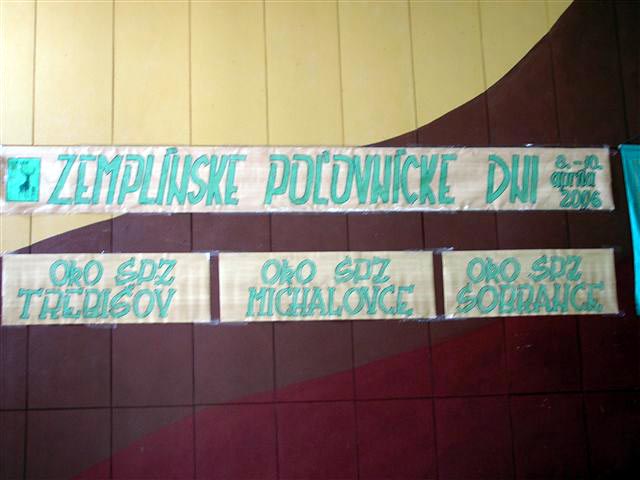 ZEMPLÍNSKE POĽOVNÍCKE DNI 8.-10. apríla 2006
OkO SPZ TREBIŠOV
OkO SPZ MICHALOVCE
OkO SPZ SOBRANCE